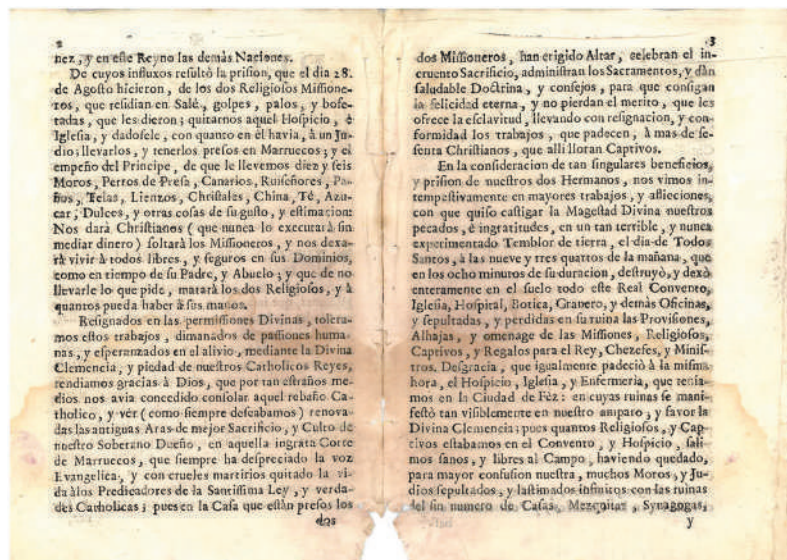 2
nez, y en este Reyno las demàs Naciones.
De cuyos influxos resultò la prision, que el dia 28.
de Agosto hicieron, de los dos Religiosos Missione-
ros, que residian en Salè, golpes, palos, y bofe-
tadas, que les dieron; quitarnos aquel Hospicio, è
Iglesia, y dadosele, con quanto en èl havia, à un Ju-
dio; llevarlos, y tenerlos presos en Marruecos; y el
empeño del Principe, de que le llevemos diez y seis
Moros, Perros de Presa, Canarios, Ruiseñores, Pa-
ños, Telas, Lienzos, Christales, China, Tè, Azu-
car; Dulces, y otras cosas de su gusto, y estimacion:
Nos darà Christianos (que nunca lo executarà sin
mediar dinero) soltarà los Missioneros, y nos dexa-
rà vivir à todos libres, y seguros en sus Dominios,
como en tiempo de su Padre, y Abuelo; y que de no
llevarle lo que pide, matarà los dos Religiosos, y à
quantos pueda haber à sus manos.
Resignados en las permissiones Divinas, tolera-
mos estos trabajos, dimanados de passiones huma-
nas, y esperanzados en el alivio, mediante la Divina
Clemencia, y piedad de nuestros Catholicos Reyes,
rendiamos gracias à Dios, que por tan estraños me-
dios nos avia concedido consolar aquel rebaño Ca-
tholico, y vèr (como siempre deseabamos) renova-
das las antiguas Aras de mejor Sacrificio, y Culto de
nuestro Soberano Dueño, en aquella ingrata Corte
de Marruecos, que siempre ha despreciado la voz
Evangelica, y con crueles martirios quitado la vi-
da à los Predicadores de la Santissima Ley, y verda-
des Catholicas; pues en la Casa que estàn presos los
dos
3
dos Missioneros, han erigido Altar, celebran el in-
cruento Sacrificio, administran los Sacramentos, y dàn
saludable Doctrina, y consejos, para que consigan
la felicidad eterna, y no pierdan el merito, que les
ofrece la esclavitud, llevando con resignacion, y con-
formidad los trabajos, que padecen, à mas de se-
senta Christianos, que alli lloran Captivos.
En la consideracion de tan singulares beneficios,
y prision de nuestros dos Hermanos, nos vimos in-
tempestivamente en mayores trabajos, y aflicciones,
con que quiso castigar la Magestad Divina nuestros
pecados, è ingratitudes, en un tan terrible, y nunca
experimentado Temblor de tierra, el dia de Todos
Santos, à las nueve y tres quartos de la mañana, que
en los ocho minutos de su duracion, destruyò, y dexò
enteramente en el suelo todo este Real Convento,
Iglesia, Hospital, Botica, Granero, y demàs Oficinas,
y sepultadas, y perdidas en su ruina las Provisiones,
Alhajas, y omenage de las Missiones, Religiosos,
Captivos, y Regalos para el Rey, Chezefes, y Minis-
tros. Desgracia, que igualmente padeciò à la misma
hora, el Hospicio, Iglesia, y Enfermeria, que tenia-
mos en la Ciudad de Fèz: en cuyas ruinas se mani-
festò tan visiblemente en nuestro amparo, y favor la
Divina Clemencia; pues quantos Religiosos, y Cap-
tivos estabamos en el Convento, y Hospicio, sali-
mos sanos, y libres al Campo, haviendo quedado,
para mayor confusion nuestra, muchos Moros, y Ju-
dios sepultados, y lastimados infinitos con las ruinas
del sin numero de Casas, Mezquitas, Synagogas,
y